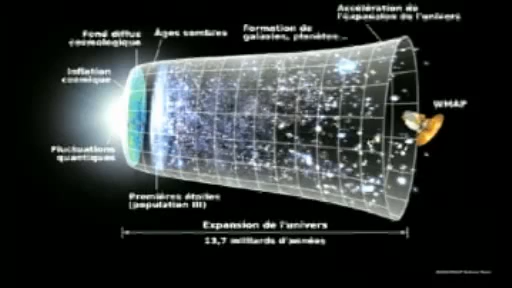 Accélération de
l'expansion de l'univers
Fond diffus
cosmologique
Âges sombres
Formation de
galaxies, planètes...
Inflation
cosmique
WMAP
Fluctuations
quantiques
Premières étoiles
(population III)
Expansion de l'univers
13,7 milliards d'années